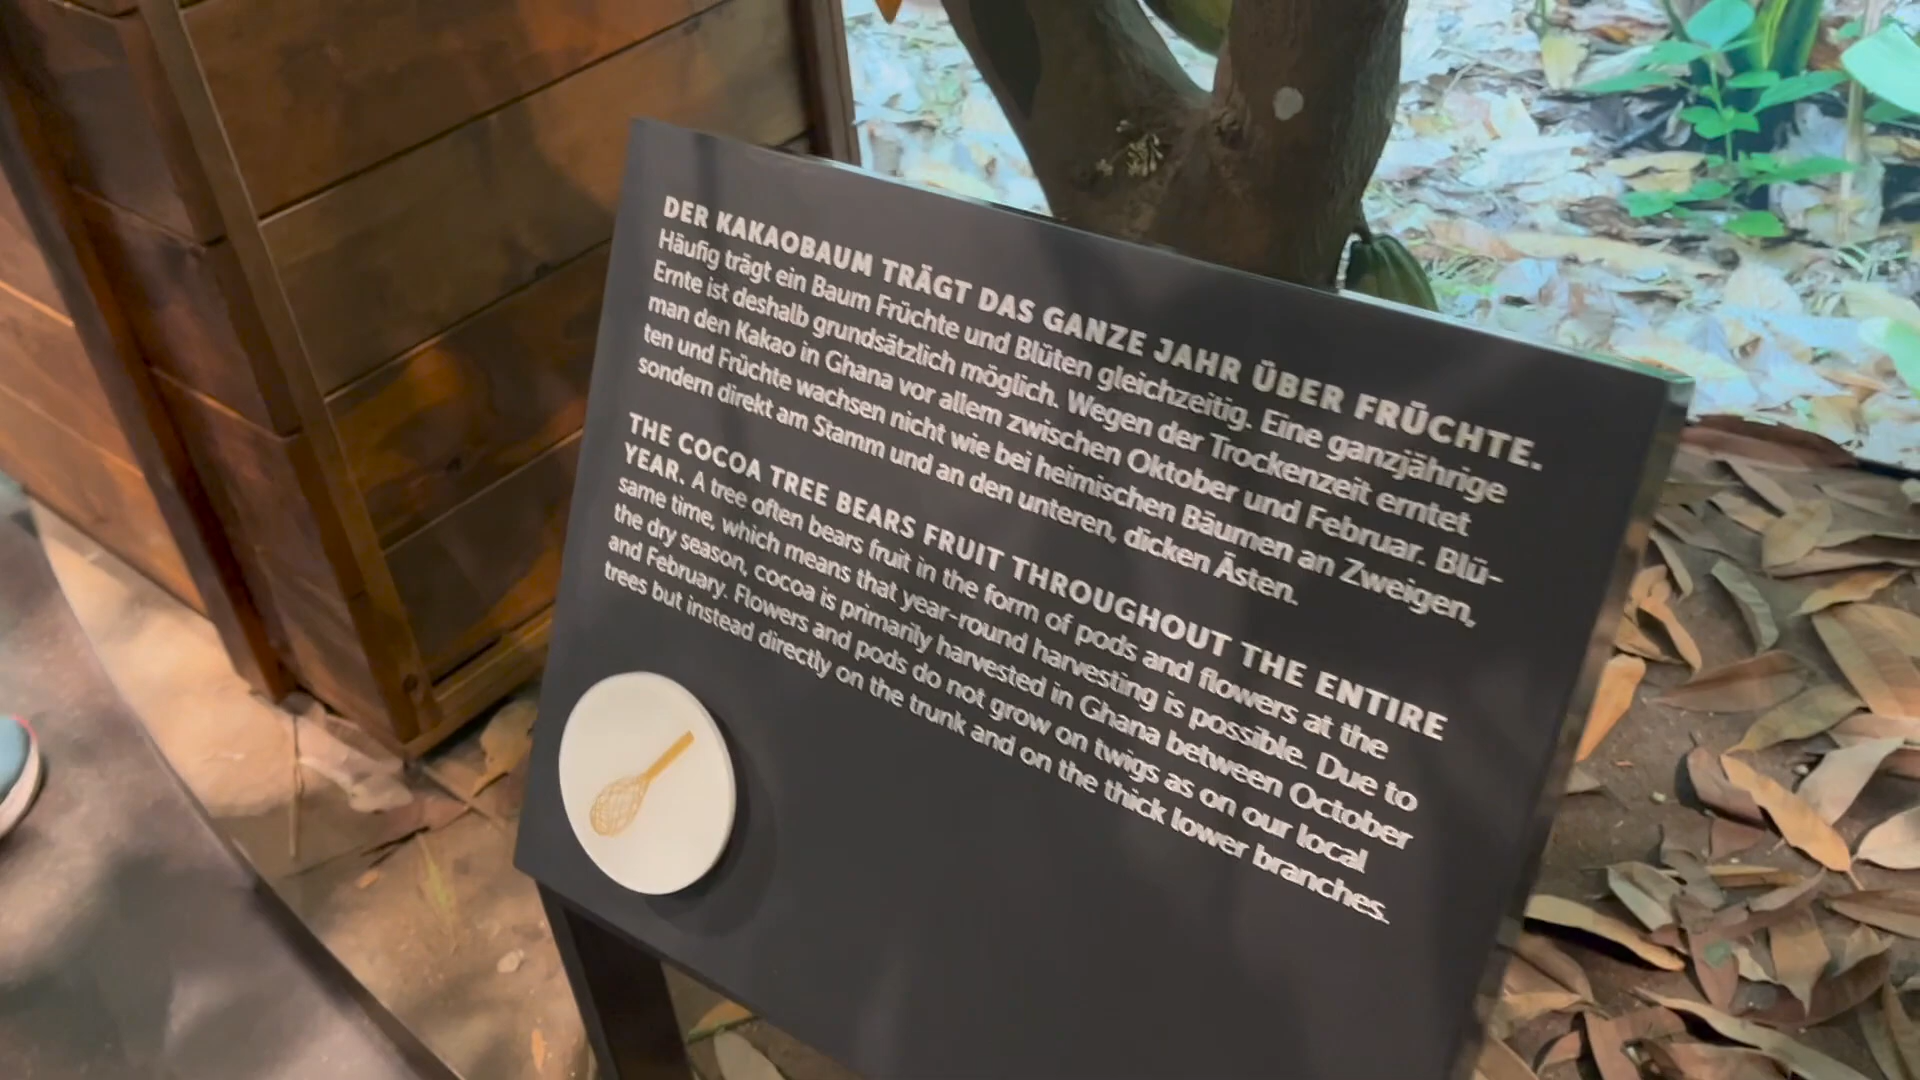 DER KAKAOBAUM TRÄGT DAS GANZE JAHR ÜBER FRÜCHTE.
Häufig trägt ein Baum Früchte und Blüten gleichzeitig. Eine ganzjährige
Ernte ist deshalb grundsätzlich möglich. Wegen der Trockenzeit erntet
man den Kakao in Ghana vor allem zwischen Oktober und Februar. Blü-
ten und Früchte wachsen nicht wie bei heimischen Bäumen an Zweigen,
sondern direkt am Stamm und an den unteren, dicken Ästen.
THE COCOA TREE BEARS FRUIT THROUGHOUT THE ENTIRE
YEAR. A tree often bears fruit in the form of pods and flowers at the
same time, which means that year-round harvesting is possible. Due to
the dry season, cocoa is primarily harvested in Ghana between October
and February. Flowers and pods do not grow on twigs as on our local
trees but instead directly on the trunk and on the thick lower branches.